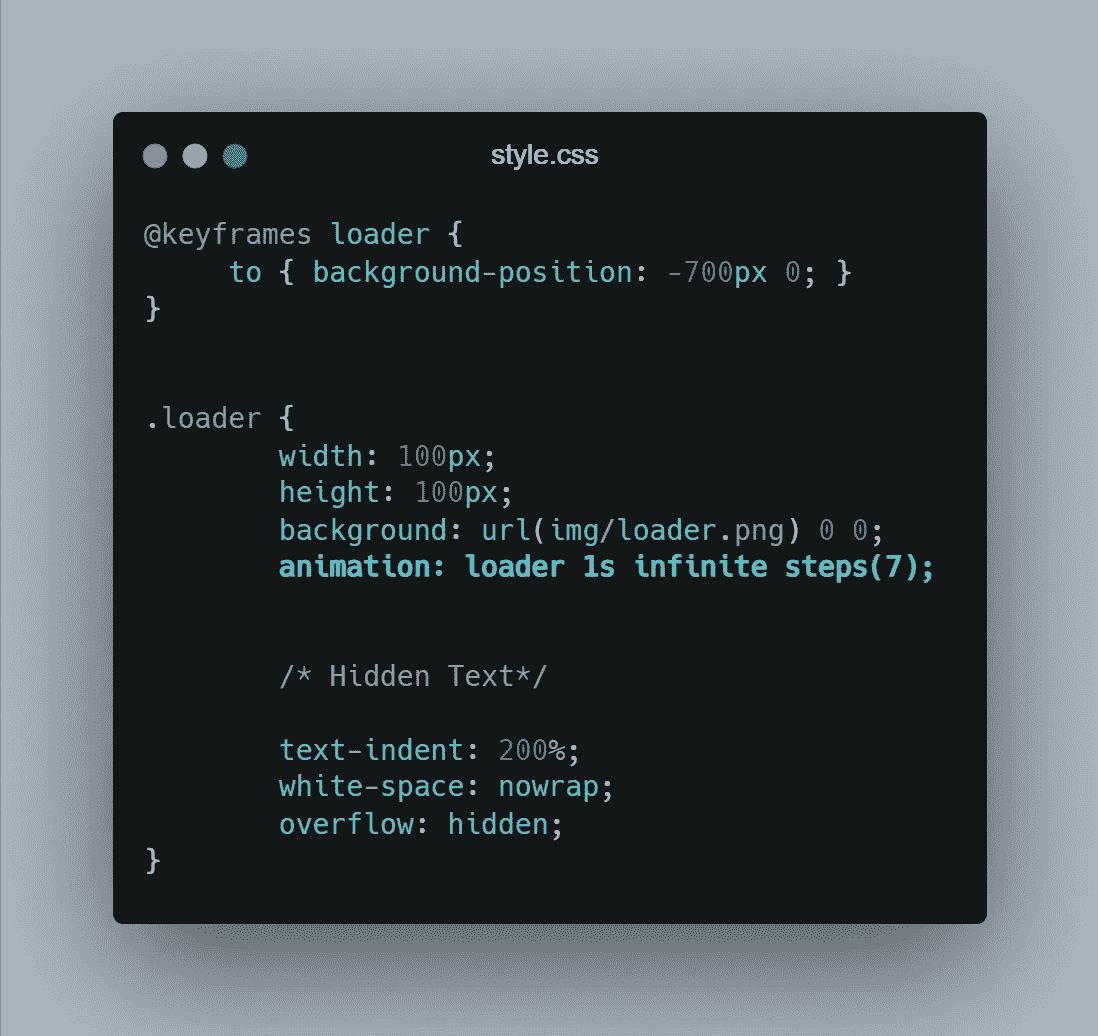 style.css
@keyframes loader {
     to { background-position: -700px 0; }
}
.loader {
        width: 100px;
        height: 100px;
        background: url(img/loader.png) 0 0;
        animation: loader 1s infinite steps(7);
        /* Hidden Text*/
        text-indent: 200%;
        white-space: nowrap;
        overflow: hidden;
}